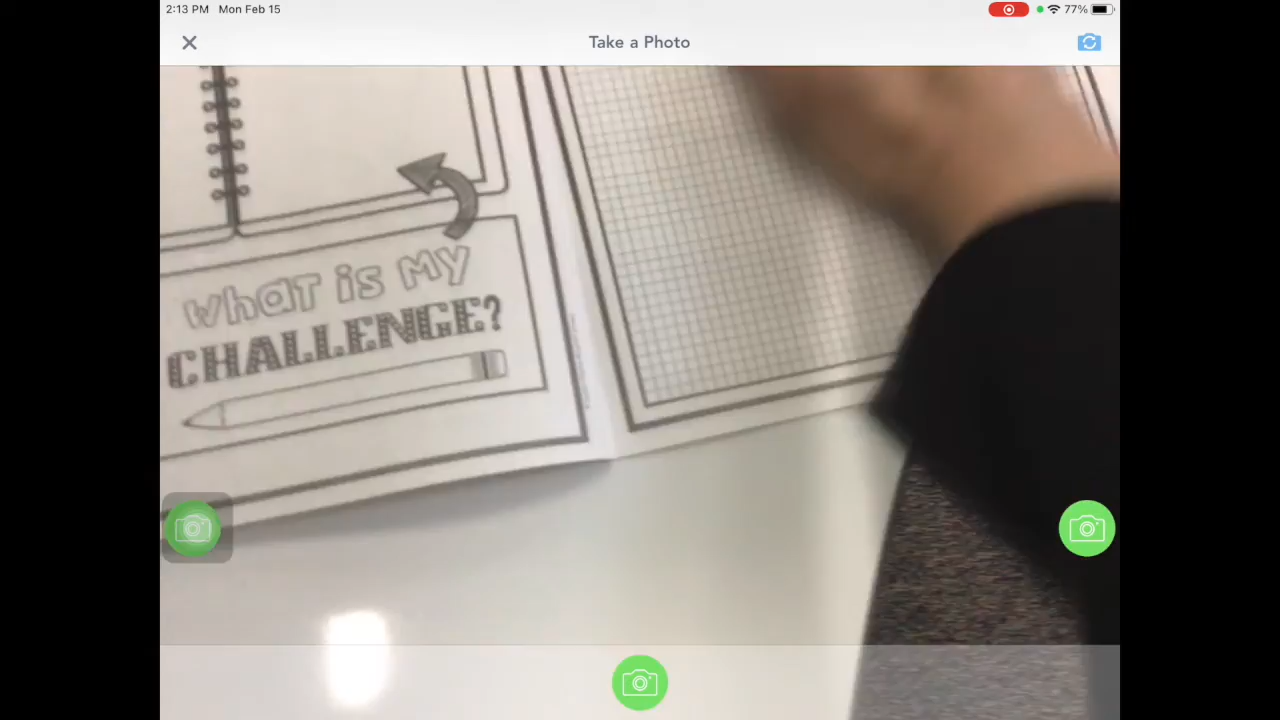 2:13 PM Mon Feb 15
77%
Take a Photo
WHAT iS MY
CHALLENGE?